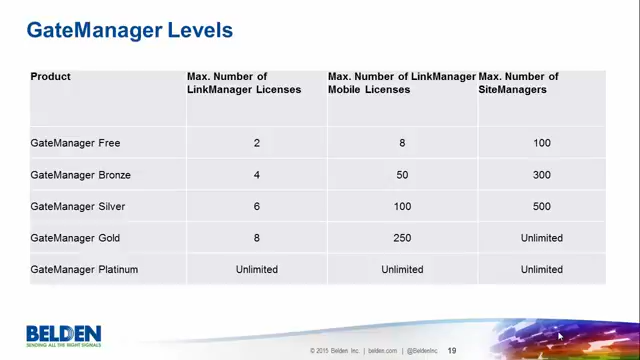 GateManager Levels
Product
Max. Number of
LinkManager Licenses
Max. Number of LinkManager
Mobile Licenses
Max. Number of
SiteManagers
GateManager Free 2 8 100
GateManager Bronze 4 50 300
GateManager Silver 6 100 500
GateManager Gold 8 250 Unlimited
GateManager Platinum Unlimited Unlimited Unlimited
BELDEN
SENDING ALL THE RIGHT SIGNALS
© 2015 Belden Inc. | belden.com | @BeldenInc 19